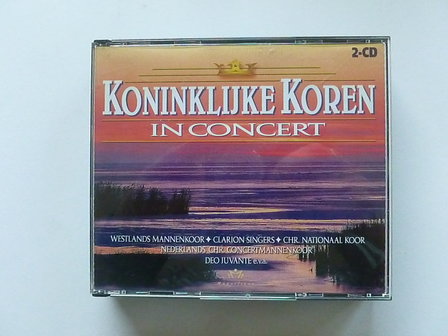 2-CD
KONINKLIJKE KOREN
IN CONCERT
WESTLANDS MANNENKOOR ✦ CLARION SINGERS ✦ CHR. NATIONAAL KOOR
NEDERLANDS CHR. CONCERTMANNENKOOR
DEO JUVANTE e.v.a.